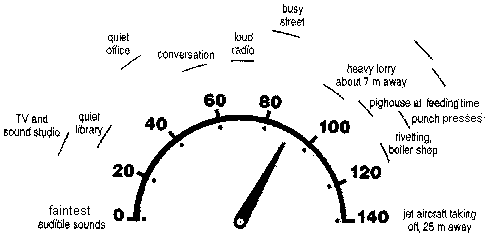 busy
street
quiet
office
loud
radio
conversation
heavy lorry
about 7 m away
pighouse at feeding time
punch presses
TV and
sound studio
quiet
library
rivetting,
boiler shop
60
80
40
100
20
120
0
140
faintest
audible sounds
jet aircraft taking
off, 25 m away